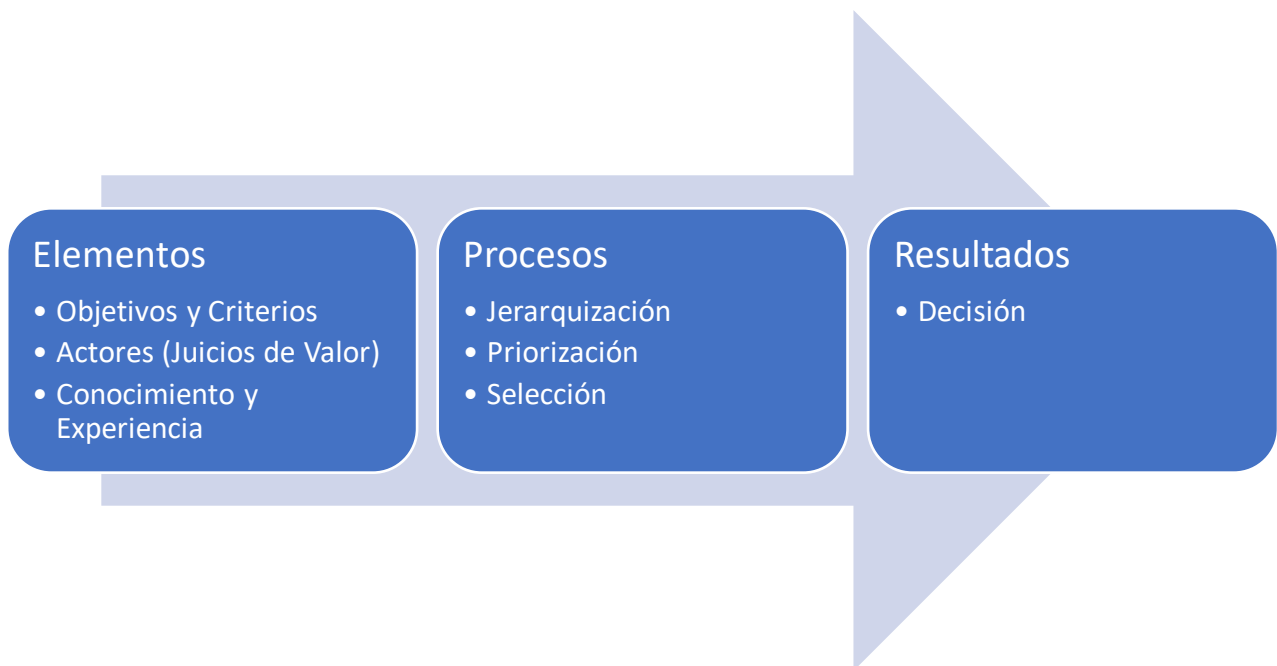 Elementos
• Objetivos y Criterios
• Actores (Juicios de Valor)
• Conocimiento y
Experiencia
Procesos
• Jerarquización
• Priorización
• Selección
Resultados
• Decisión